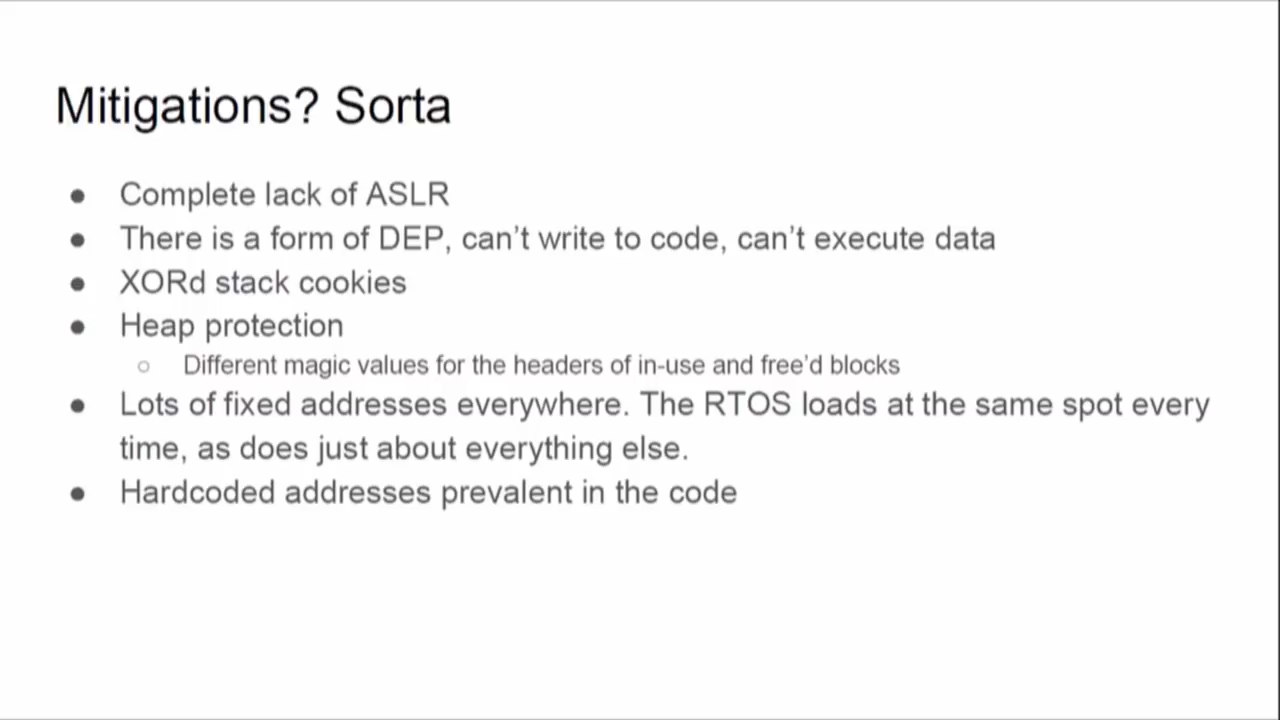 Mitigations? Sorta
● Complete lack of ASLR
● There is a form of DEP, can't write to code, can't execute data
● XORd stack cookies
● Heap protection
○ Different magic values for the headers of in-use and free'd blocks
● Lots of fixed addresses everywhere. The RTOS loads at the same spot every
time, as does just about everything else.
● Hardcoded addresses prevalent in the code